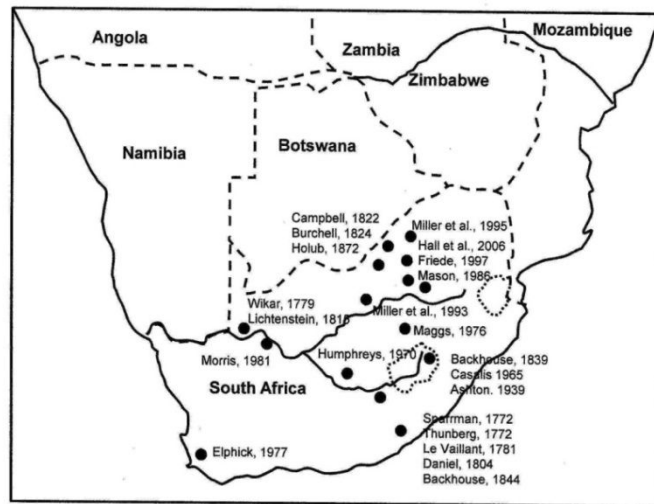 Angola
Zambia
Mozambique
Zimbabwe
Namibia
Botswana
Campbell, 1822
Burchell, 1824
Holub, 1872
Miller et al., 1995
Hall et al., 2006
Friede, 1997
Mason, 1986
Wikar, 1779
Lichtenstein, 1815
Miller et al., 1993
Maggs, 1976
Morris, 1981
Humphreys, 1970
Backhouse, 1839
Casalis 1965
Ashton. 1939
South Africa
Sparrman, 1772
Thunberg, 1772
Le Vaillant, 1781
Daniel, 1804
Backhouse, 1844
Elphick, 1977